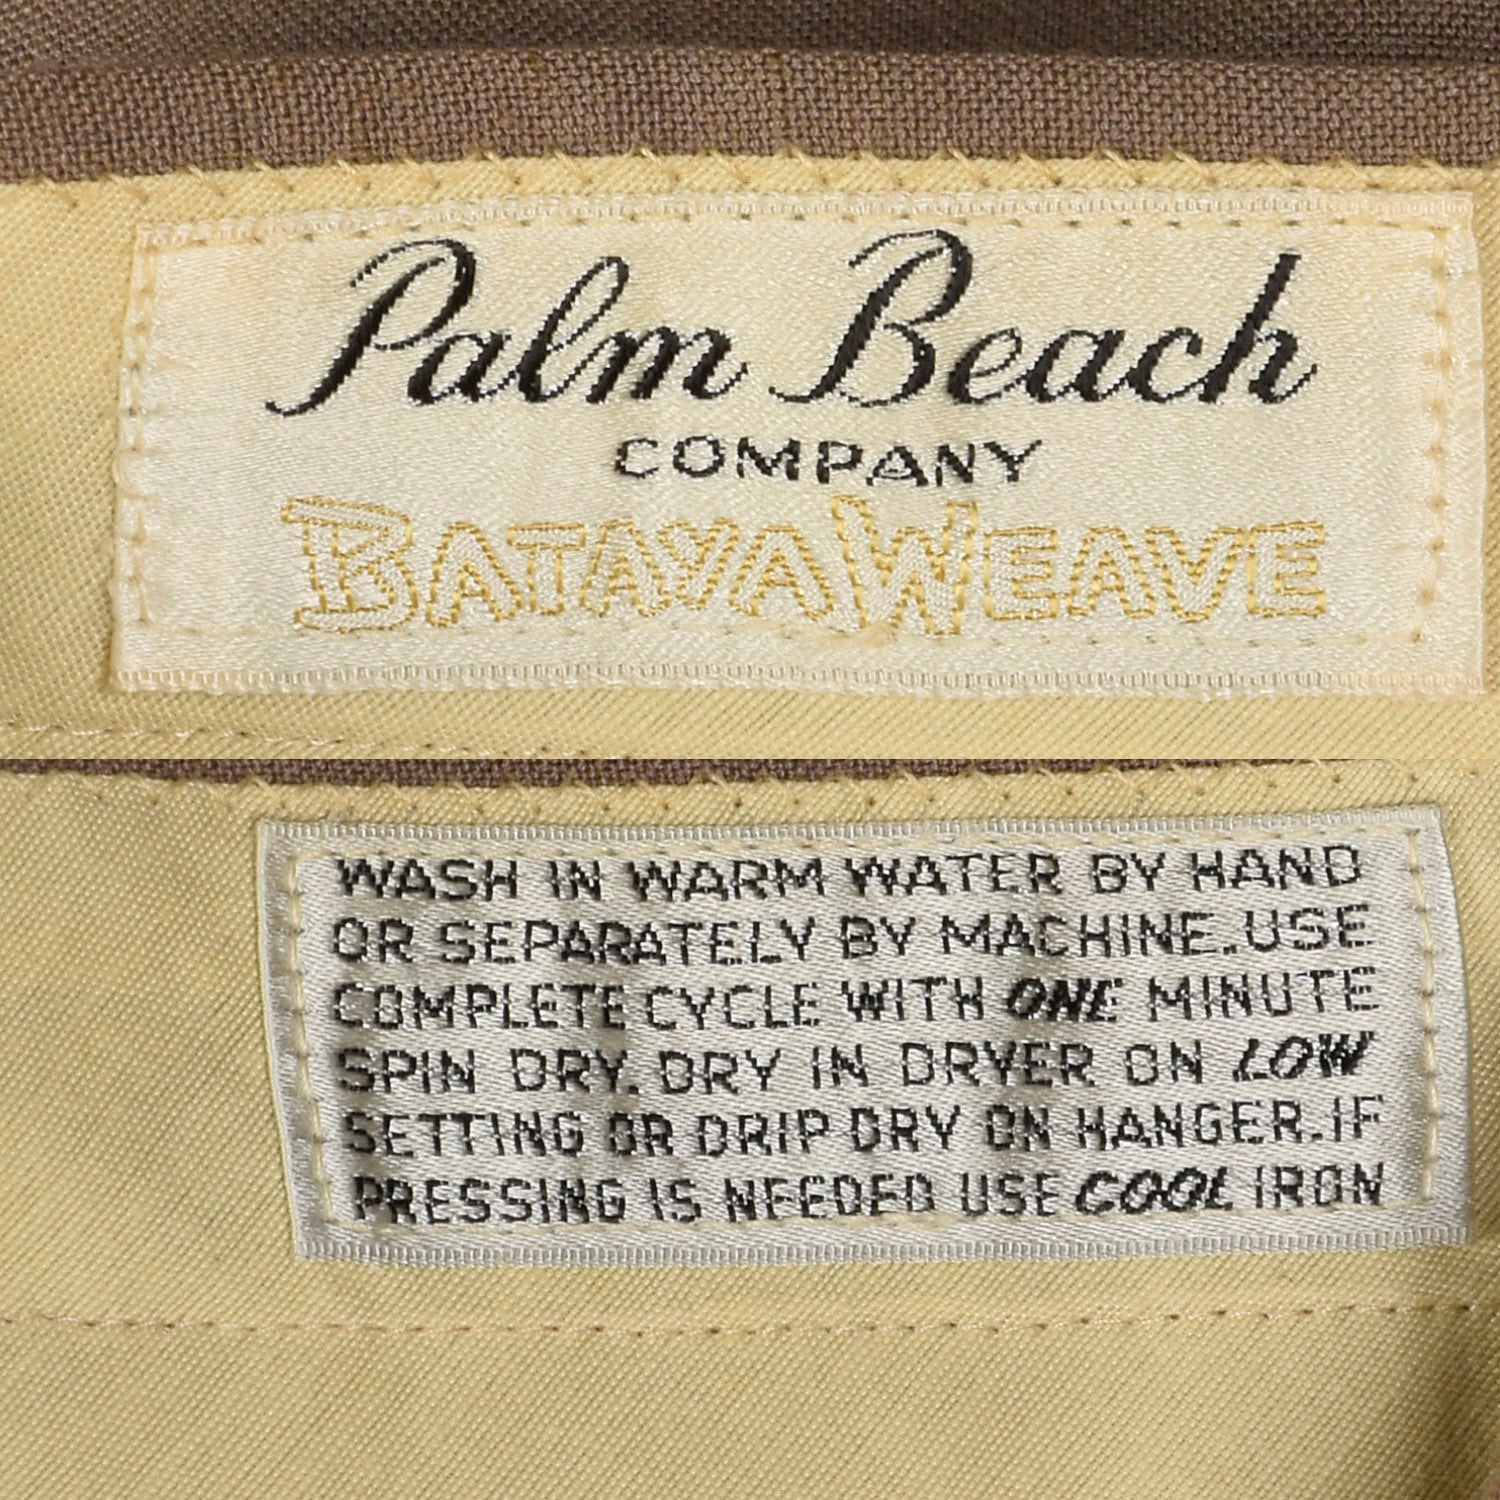 Palm Beach
COMPANY
BATAYA WEAVE
WASH IN WARM WATER BY HAND
OR SEPARATELY BY MACHINE. USE
COMPLETE CYCLE WITH ONE MINUTE
SPIN DRY. DRY IN DRYER ON LOW
SETTING OR DRIP DRY ON HANGER. IF
PRESSING IS NEEDED USE COOL IRON